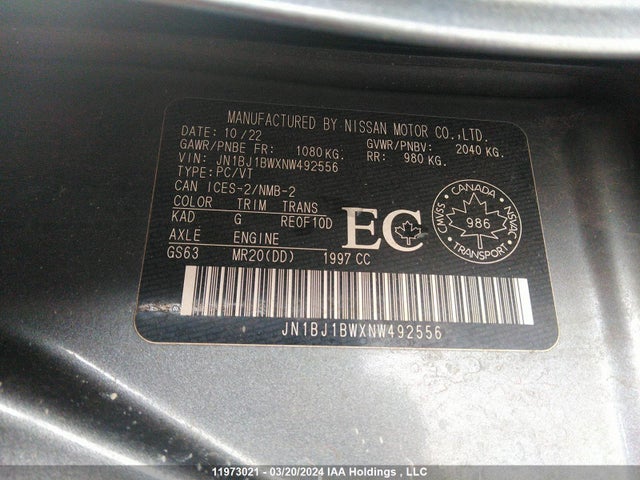 MANUFACTURED BY NISSAN MOTOR CO.,LTD.
DATE: 10/22 GVWR/PNBV: 2040 KG.
GAWR/PNBE FR: 1080 KG. RR: 980 KG.
VIN: JN1BJ1BWXNW492556
TYPE: PC/VT
CAN ICES-2/NMB-2
COLOR TRIM TRANS
KAD G RE0F10D
AXLE ENGINE
GS63 MR20(DD) 1997 CC
EC
CANADA
CMVSS 986 NSVAC
TRANSPORT
JN1BJ1BWXNW492556
11973021 - 03/20/2024 IAA Holdings , LLC